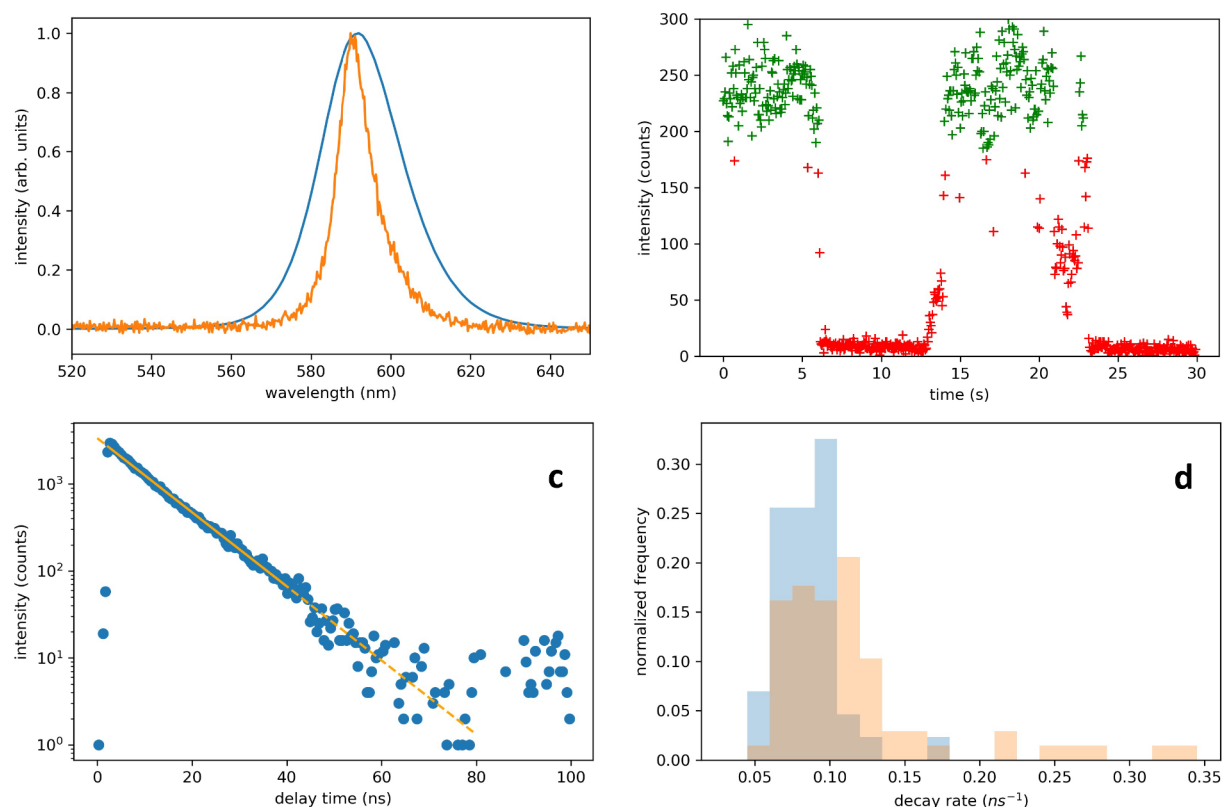 1.0
0.8
0.6
0.4
0.2
0.0
intensity (arb. units)
520 540 560 580 600 620 640
wavelength (nm)
300
250
200
150
100
50
0
intensity (counts)
0 5 10 15 20 25 30
time (s)
c
10³
10²
10¹
10⁰
intensity (counts)
0 20 40 60 80 100
delay time (ns)
d
0.30
0.25
0.20
0.15
0.10
0.05
0.00
normalized frequency
0.05 0.10 0.15 0.20 0.25 0.30 0.35
decay rate (ns⁻¹)